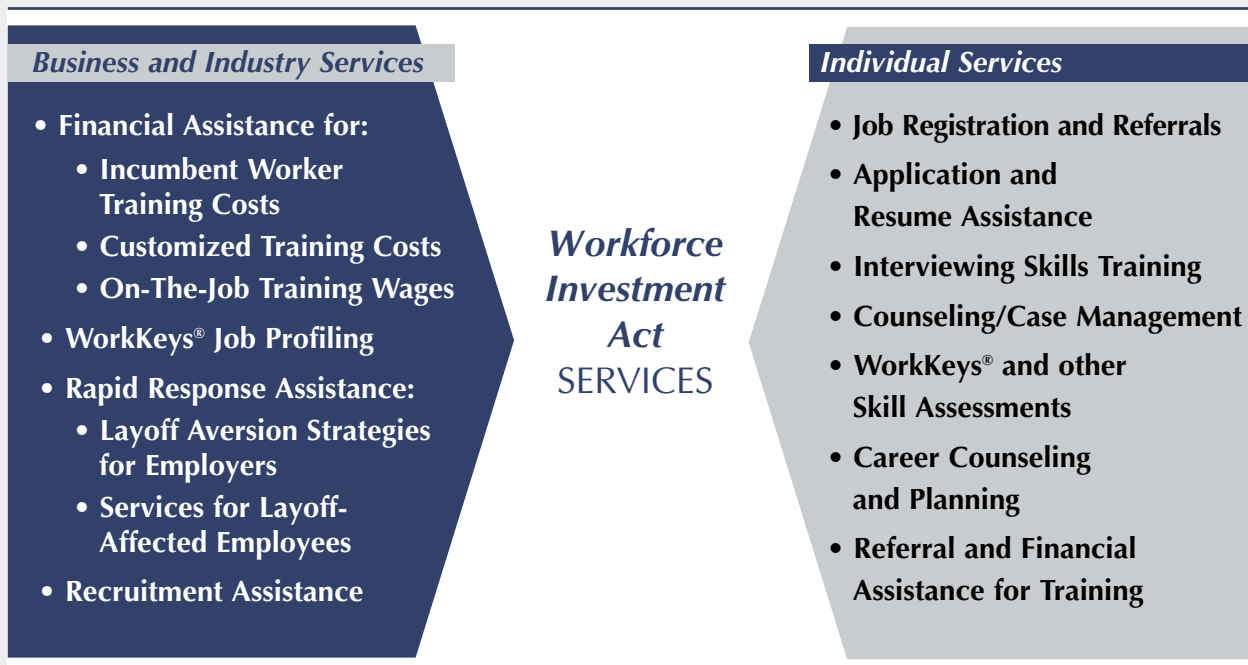 Business and Industry Services
• Financial Assistance for:
• Incumbent Worker
Training Costs
• Customized Training Costs
• On-The-Job Training Wages
• WorkKeys® Job Profiling
• Rapid Response Assistance:
• Layoff Aversion Strategies
for Employers
• Services for Layoff-
Affected Employees
• Recruitment Assistance
Workforce
Investment
Act
SERVICES
Individual Services
• Job Registration and Referrals
• Application and
Resume Assistance
• Interviewing Skills Training
• Counseling/Case Management
• WorkKeys® and other
Skill Assessments
• Career Counseling
and Planning
• Referral and Financial
Assistance for Training